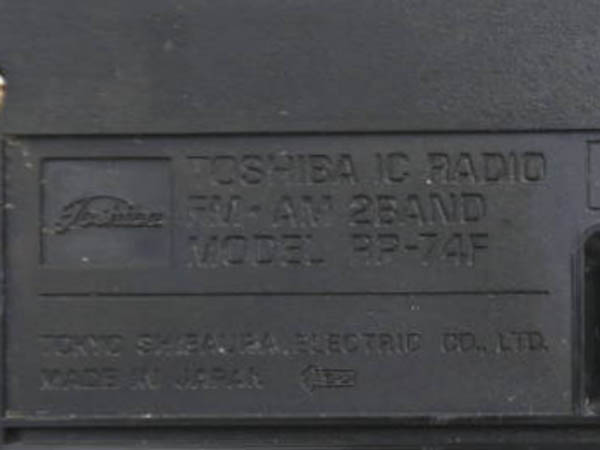 Toshiba
TOSHIBA IC RADIO
FM·AM 2BAND
MODEL RP-74F
TOKYO SHIBAURA ELECTRIC CO., LTD.
MADE IN JAPAN